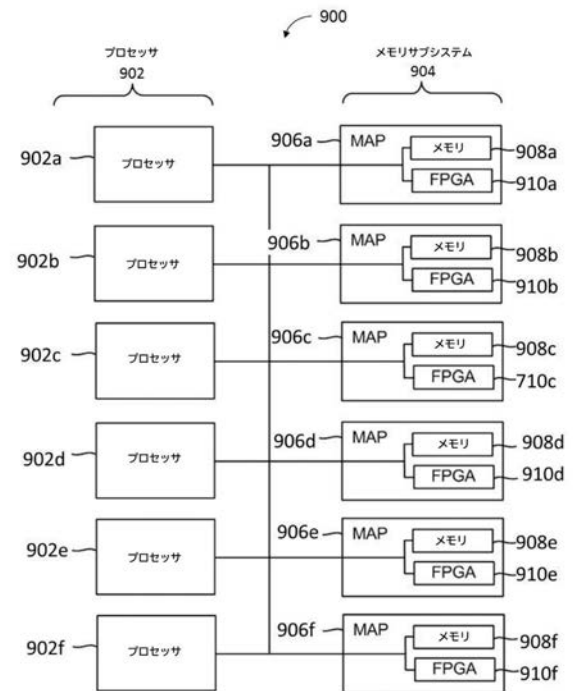 900
プロセッサ
902
メモリサブシステム
904
902a
プロセッサ
906a
MAP
メモリ
908a
FPGA
910a
902b
プロセッサ
906b
MAP
メモリ
908b
FPGA
910b
902c
プロセッサ
906c
MAP
メモリ
908c
FPGA
710c
902d
プロセッサ
906d
MAP
メモリ
908d
FPGA
910d
902e
プロセッサ
906e
MAP
メモリ
908e
FPGA
910e
902f
プロセッサ
906f
MAP
メモリ
908f
FPGA
910f